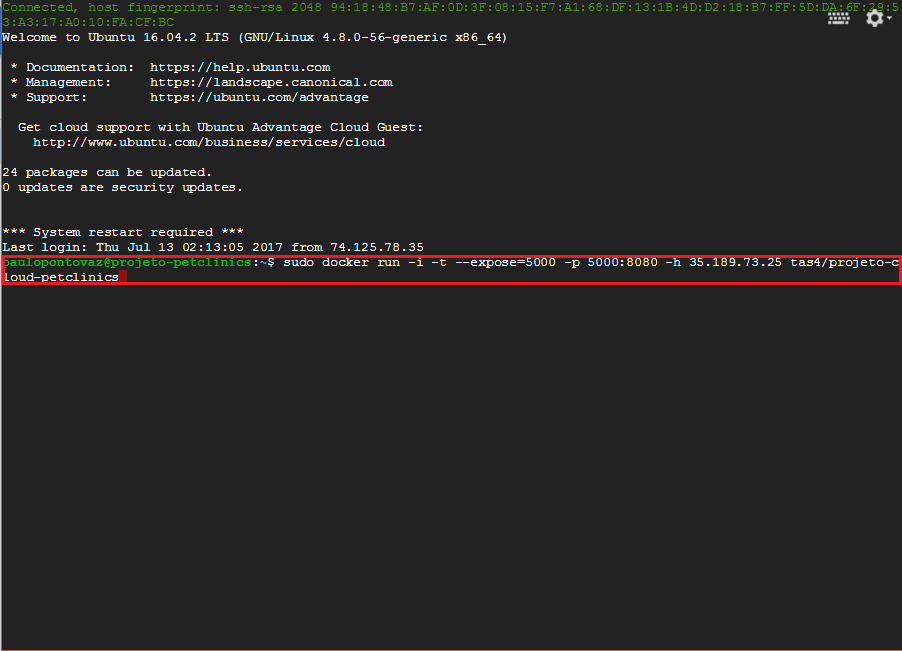 Connected, host fingerprint: ssh-rsa 2048 94:18:48:B7:AF:0D:3F:08:15:F7:A1:68:DF:13:1B:4D:D2:18:B7:FF:5D:DA:6F:29:5
3:A3:17:A0:10:FA:CF:BC
Welcome to Ubuntu 16.04.2 LTS (GNU/Linux 4.8.0-56-generic x86_64)
* Documentation:  https://help.ubuntu.com
* Management:     https://landscape.canonical.com
* Support:        https://ubuntu.com/advantage
Get cloud support with Ubuntu Advantage Cloud Guest:
http://www.ubuntu.com/business/services/cloud
24 packages can be updated.
0 updates are security updates.
*** System restart required ***
Last login: Thu Jul 13 02:13:05 2017 from 74.125.78.35
paulopontovaz@projeto-petclinics:~$ sudo docker run -i -t --expose=5000 -p 5000:8080 -h 35.189.73.25 tas4/projeto-c
loud-petclinics